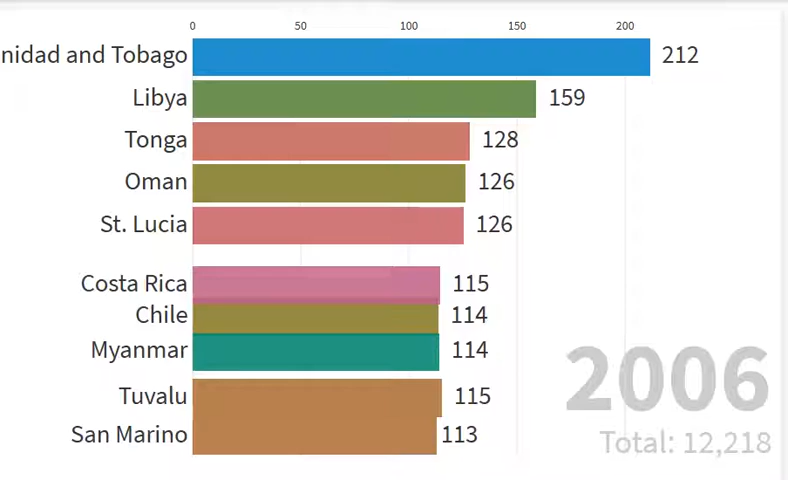 0 50 100 150 200
nidad and Tobago 212
Libya 159
Tonga 128
Oman 126
St. Lucia 126
Costa Rica 115
Chile 114
Myanmar 114
2006
Tuvalu 115
San Marino 113
Total: 12,218